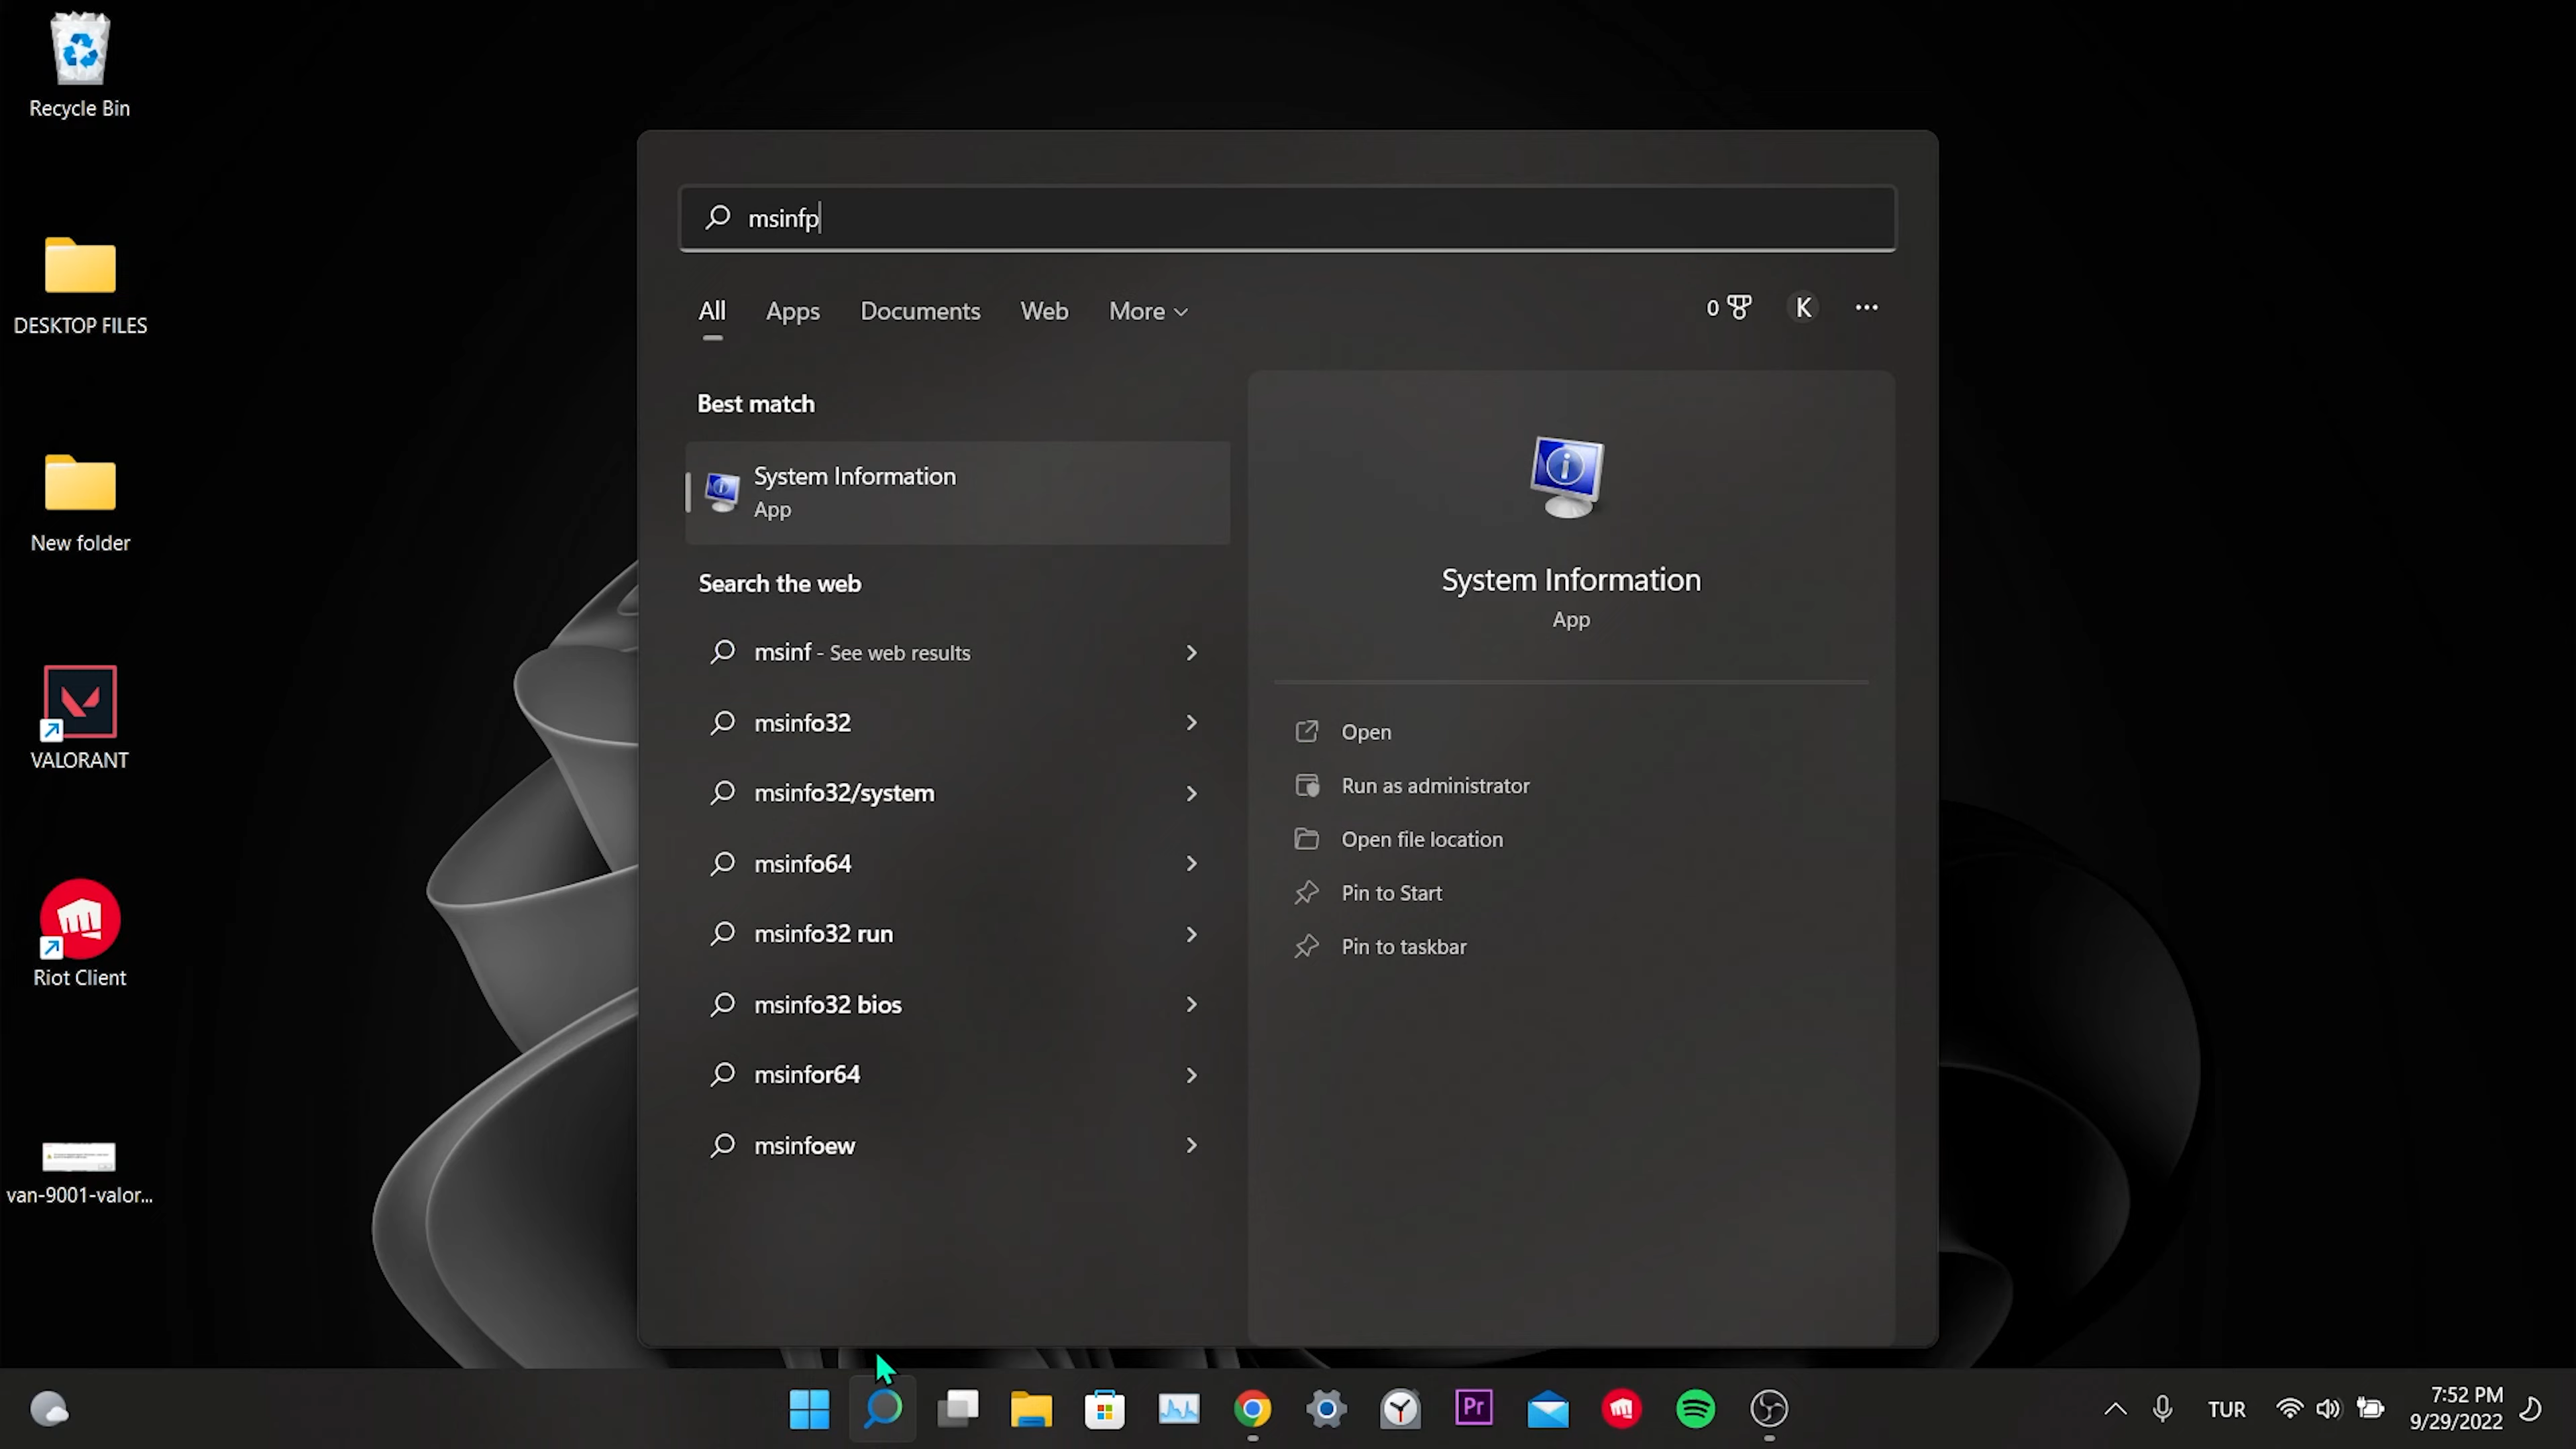 Recycle Bin
DESKTOP FILES
New folder
VALORANT
Riot Client
van-9001-valor...
msinfp
All
Apps
Documents
Web
More
0
K
Best match
System Information
App
Search the web
msinf - See web results
msinfo32
msinfo32/system
msinfo64
msinfo32 run
msinfo32 bios
msinfor64
msinfoew
System Information
App
Open
Run as administrator
Open file location
Pin to Start
Pin to taskbar
Pr
TUR
7:52 PM
9/29/2022